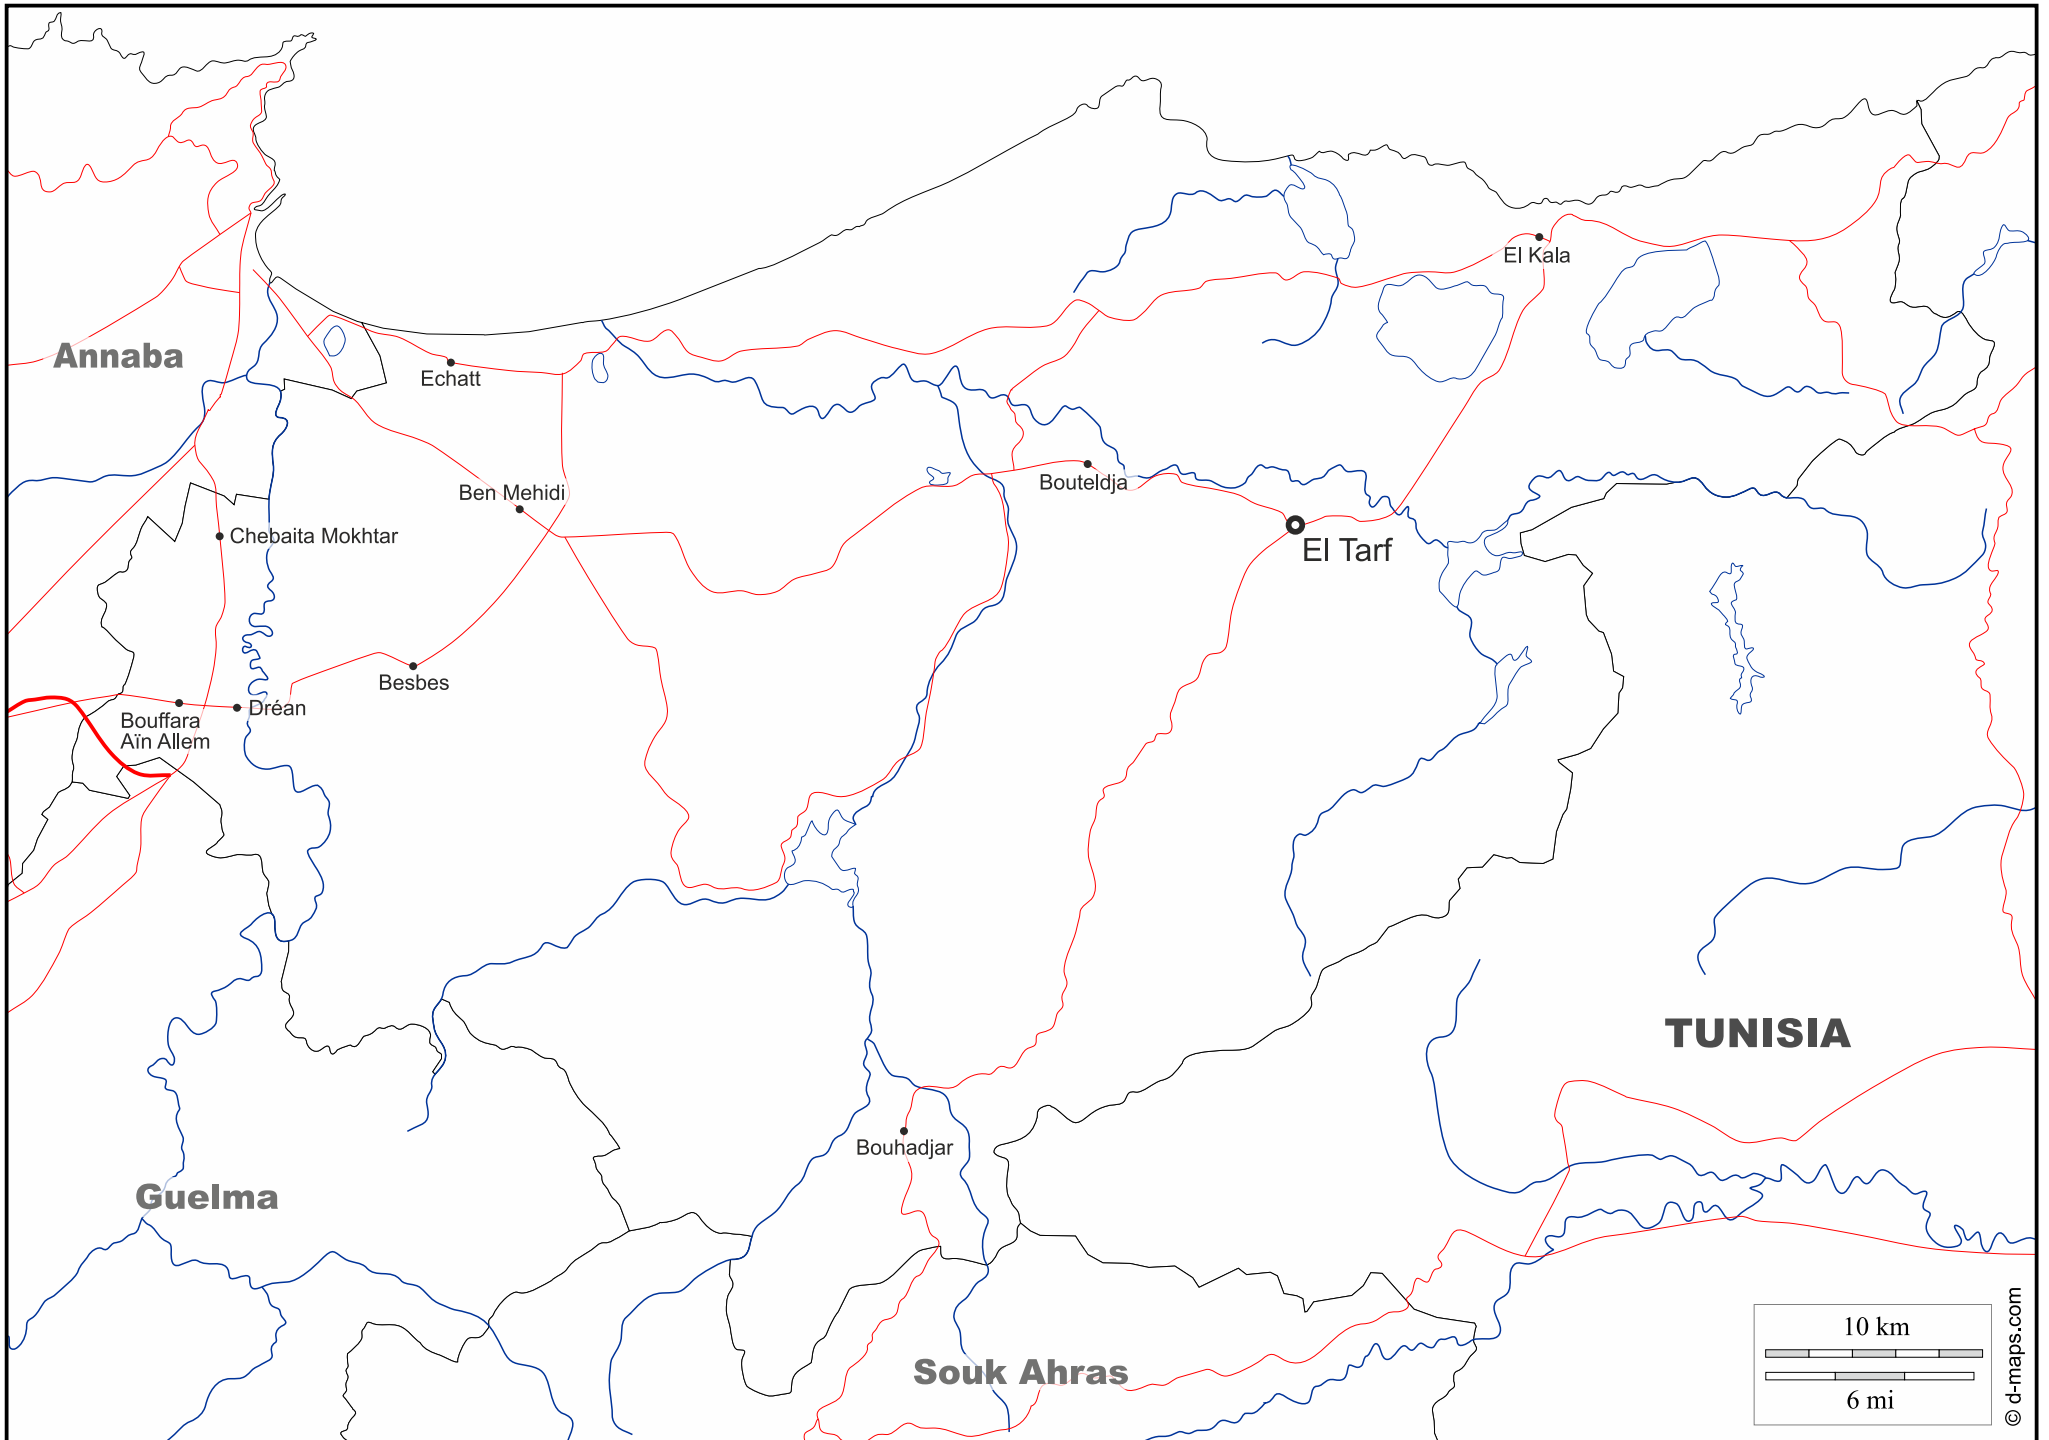 El Kala
Annaba
Echatt
Ben Mehidi
Bouteldja
Chebaita Mokhtar
El Tarf
Besbes
Dréan
Bouffara
Aïn Allem
TUNISIA
Bouhadjar
Guelma
Souk Ahras
10 km
6 mi
© d-maps.com